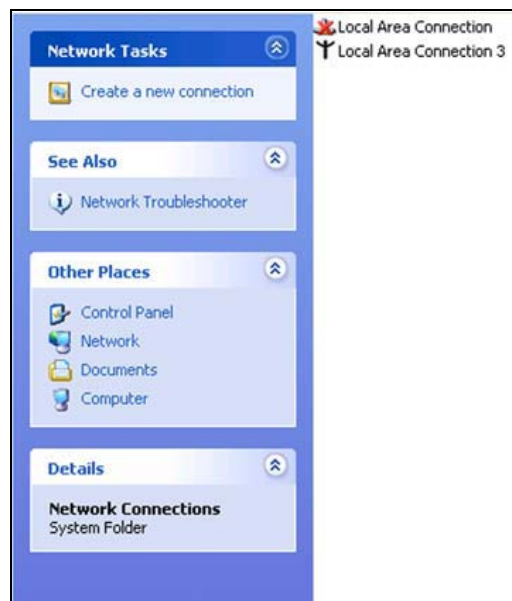 Network Tasks
Create a new connection
See Also
Network Troubleshooter
Other Places
Control Panel
Network
Documents
Computer
Details
Network Connections
System Folder
Local Area Connection
Local Area Connection 3